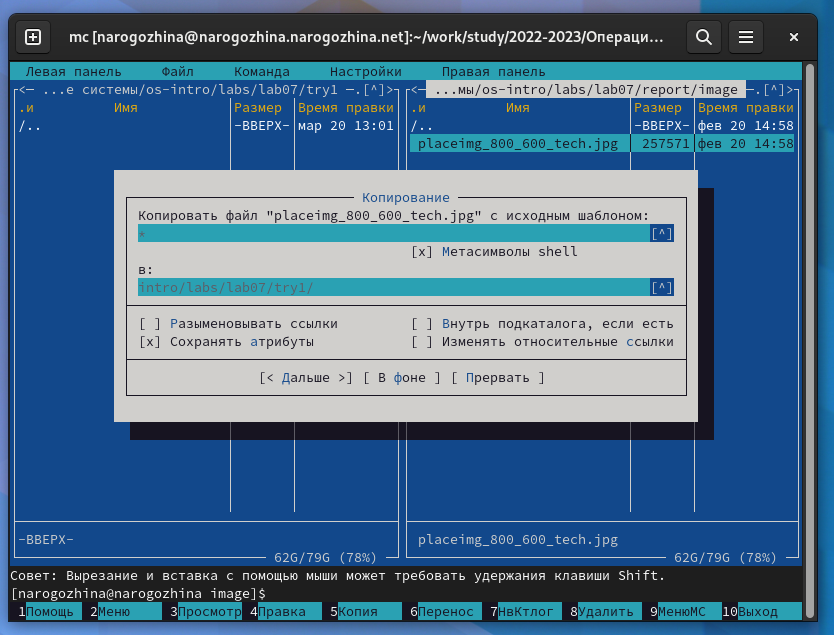 mc [narogozhina@narogozhina.narogozhina.net]:~/work/study/2022-2023/Операци...
Левая панель Файл Команда Настройки Правая панель
<— ...е системы/os-intro/labs/lab07/try1 —.[^]> <— ...мы/os-intro/labs/lab07/report/image —.[^]>
.и Имя Размер Время правки .и Имя Размер Время правки
/.. -ВВЕРХ- мар 20 13:01 /.. -ВВЕРХ- фев 20 14:58
placeimg_800_600_tech.jpg 257571 фев 20 14:58
Копирование
Копировать файл "placeimg_800_600_tech.jpg" с исходным шаблоном:
* [^]
[x] Метасимволы shell
в:
intro/labs/lab07/try1/ [^]
[ ] Разыменовывать ссылки [ ] Внутрь подкаталога, если есть
[x] Сохранять атрибуты [ ] Изменять относительные ссылки
[< Дальше >] [ В фоне ] [ Прервать ]
-ВВЕРХ- placeimg_800_600_tech.jpg
62G/79G (78%) 62G/79G (78%)
Совет: Вырезание и вставка с помощью мыши может требовать удержания клавиши Shift.
[narogozhina@narogozhina image]$
1Помощь 2Меню 3Просмотр 4Правка 5Копия 6Перенос 7НвКтлог 8Удалить 9МенюMC 10Выход